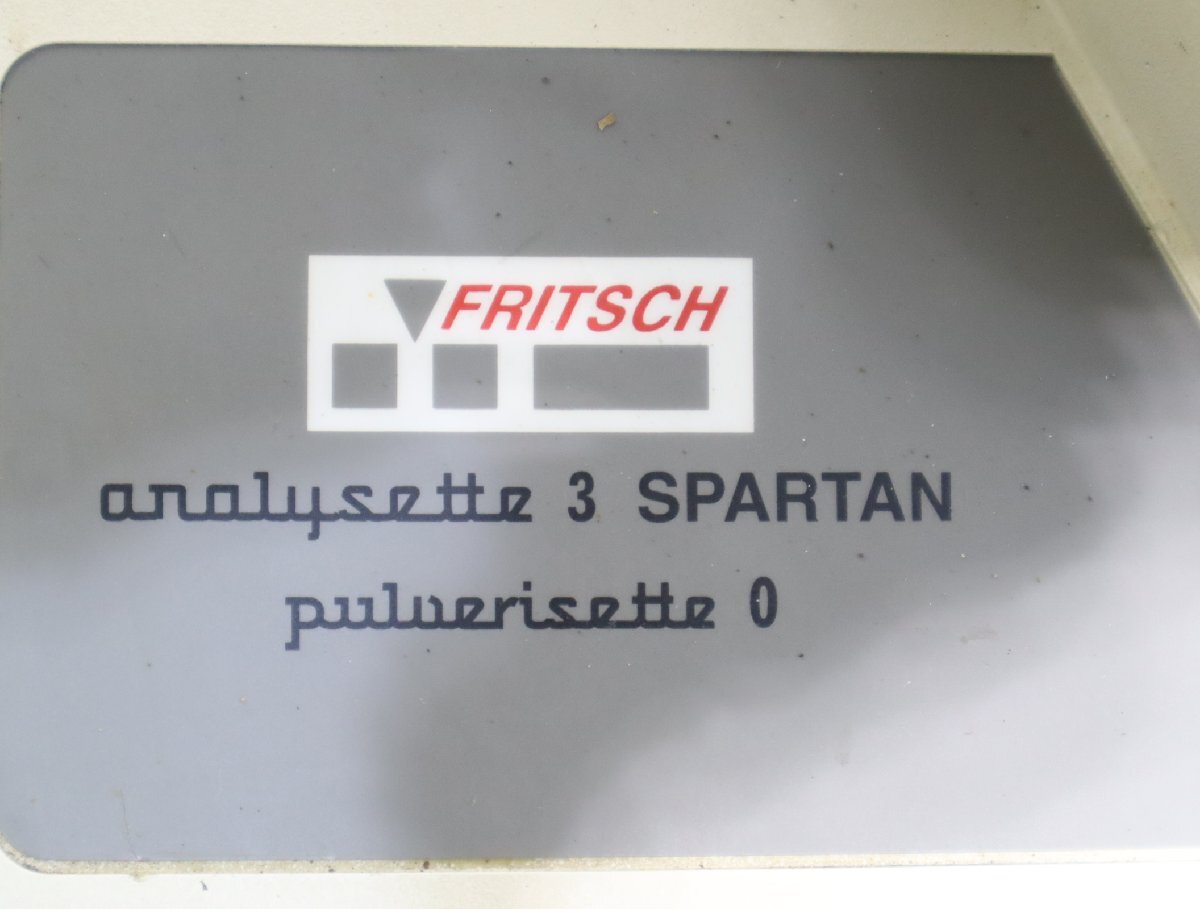 FRITSCH
analysette 3 SPARTAN
pulverisette 0